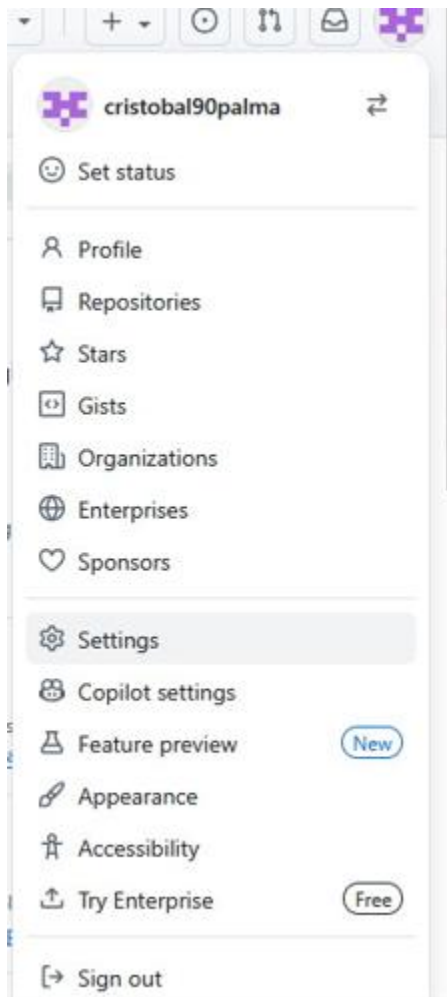 cristobal90palma
Set status
Profile
Repositories
Stars
Gists
Organizations
Enterprises
Sponsors
Settings
Copilot settings
Feature preview New
Appearance
Accessibility
Try Enterprise Free
Sign out